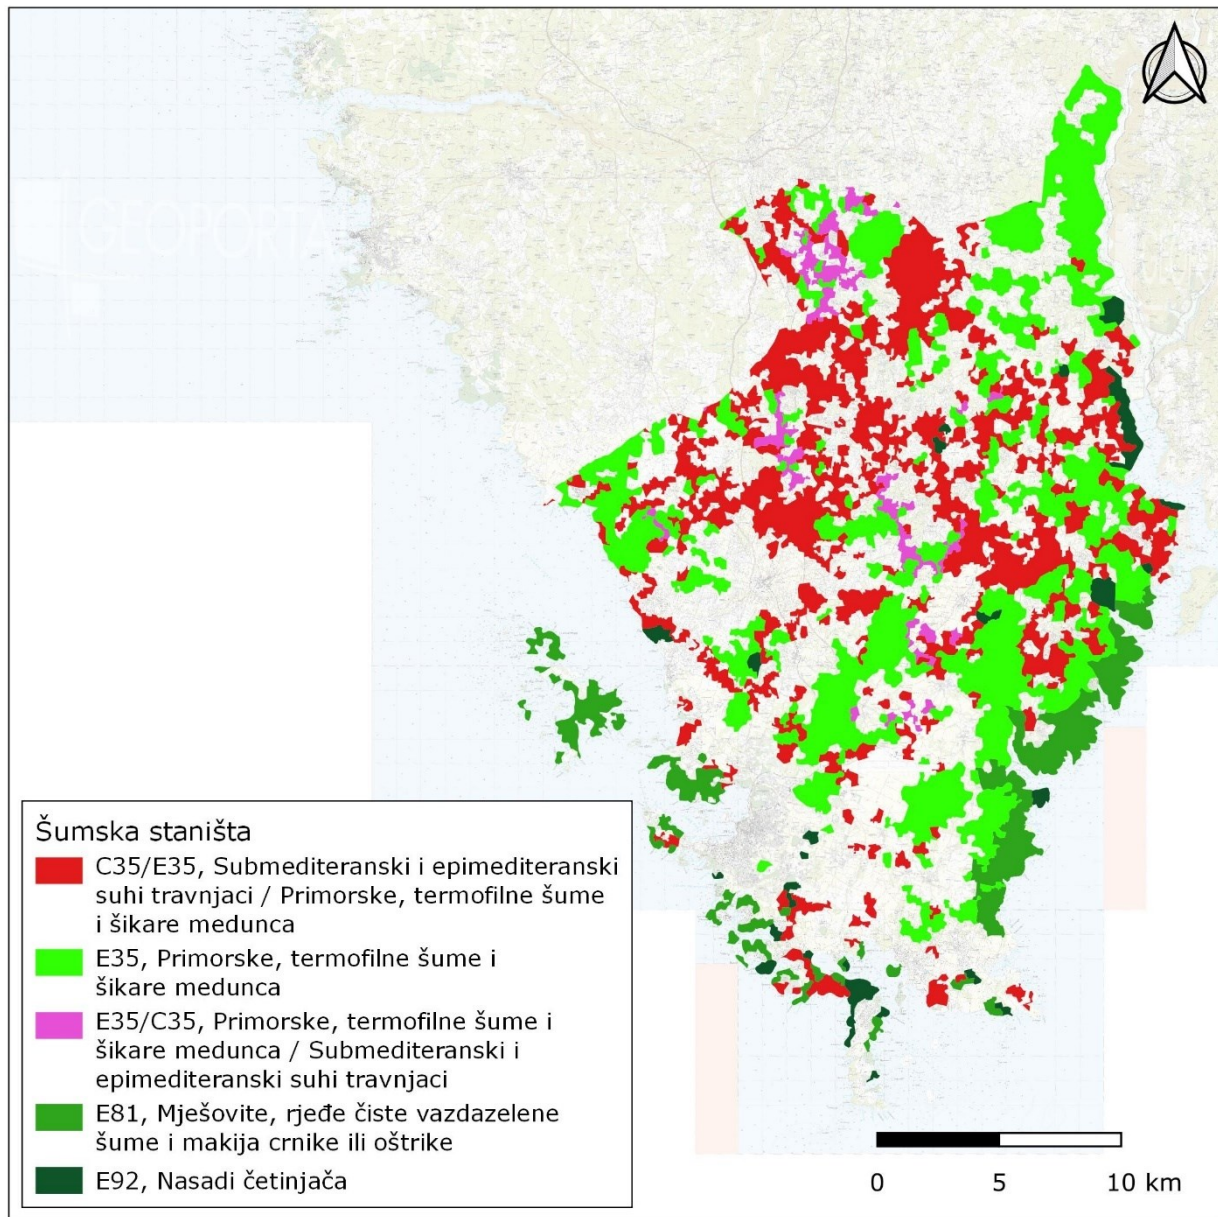 Šumska staništa
C35/E35, Submediteranski i epimediteranski
suhi travnjaci / Primorske, termofilne šume
i šikare medunca
E35, Primorske, termofilne šume i
šikare medunca
E35/C35, Primorske, termofilne šume i
šikare medunca / Submediteranski i
epimediteranski suhi travnjaci
E81, Mješovite, rjeđe čiste vazdazelene
šume i makija crnike ili oštrike
E92, Nasadi četinjača
0 5 10 km